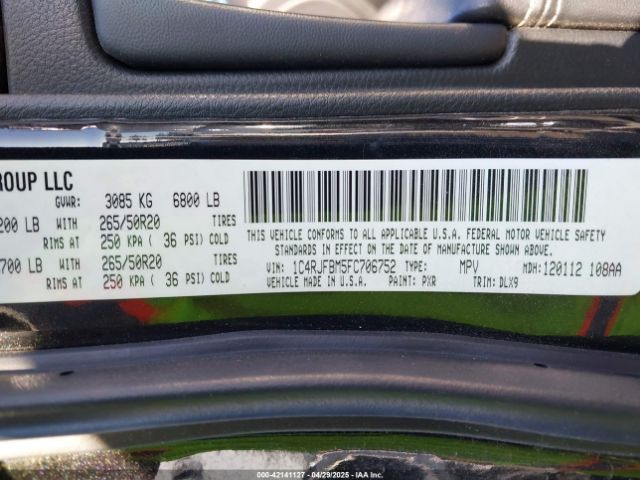 ROUP LLC
GVWR: 3085 KG 6800 LB
200 LB WITH 265/50R20 TIRES
RIMS AT 250 KPA ( 36 PSI) COLD
700 LB WITH 265/50R20 TIRES
RIMS AT 250 KPA ( 36 PSI) COLD
THIS VEHICLE CONFORMS TO ALL APPLICABLE U.S.A. FEDERAL MOTOR VEHICLE SAFETY
STANDARDS IN EFFECT ON THE DATE OF MANUFACTURE SHOWN ABOVE.
VIN: 1C4RJFBM5FC706752 TYPE: MPV MDH: 120112 108AA
VEHICLE MADE IN U.S.A. PAINT: PXR TRIM: DLX9
000-42141127 - 04/29/2025 - IAAI.COM